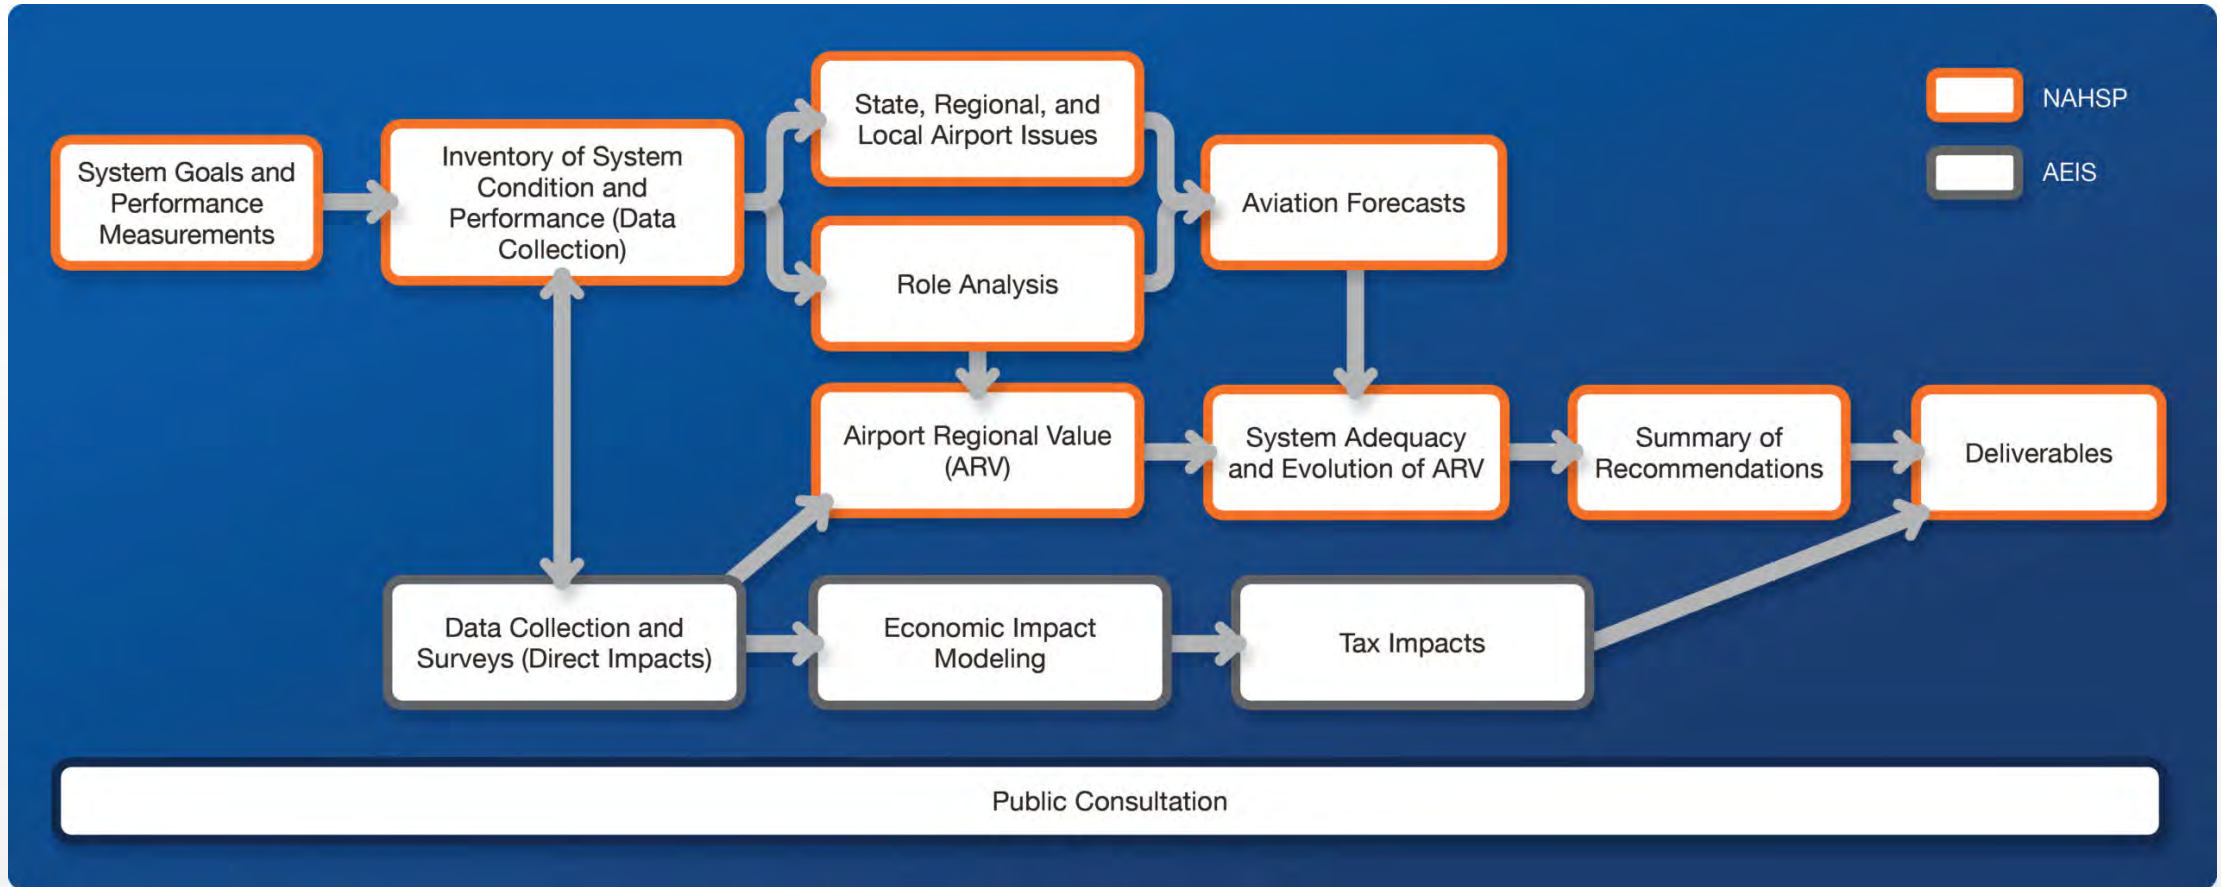 System Goals and
Performance
Measurements
Inventory of System
Condition and
Performance (Data
Collection)
State, Regional, and
Local Airport Issues
Role Analysis
Aviation Forecasts
NAHSP
AEIS
Airport Regional Value
(ARV)
System Adequacy
and Evolution of ARV
Summary of
Recommendations
Deliverables
Data Collection and
Surveys (Direct Impacts)
Economic Impact
Modeling
Tax Impacts
Public Consultation